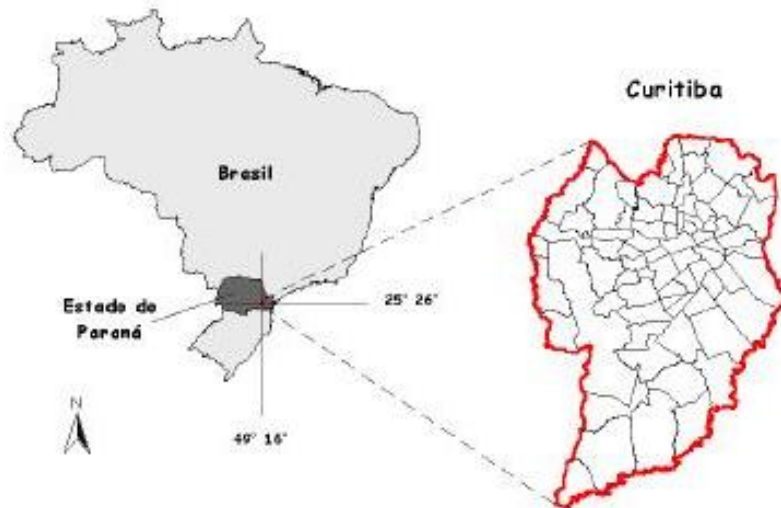 Curitiba
Brasil
Estado do
Paraná
25° 26'
49° 16'
N